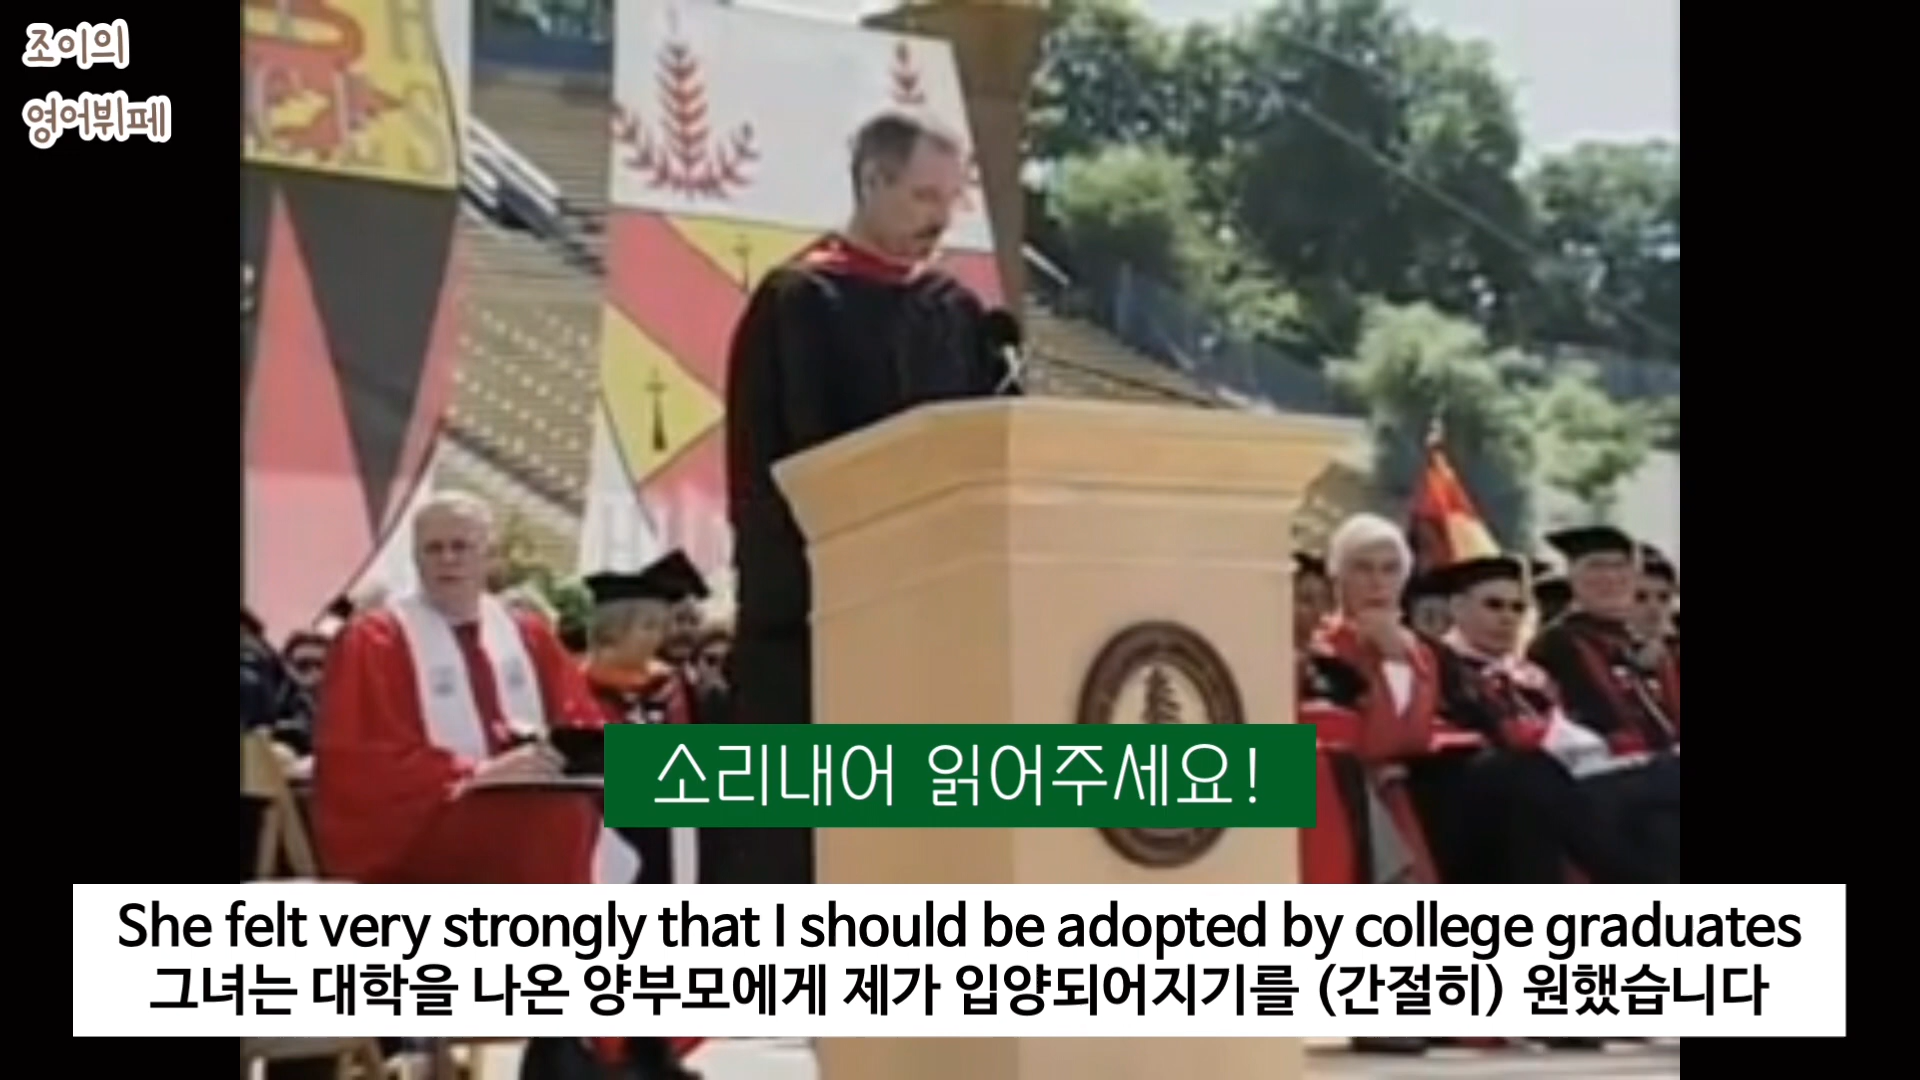 조이의
영어뷔페
소리내어 읽어주세요!
She felt very strongly that I should be adopted by college graduates
그녀는 대학을 나온 양부모에게 제가 입양되어지기를 (간절히) 원했습니다